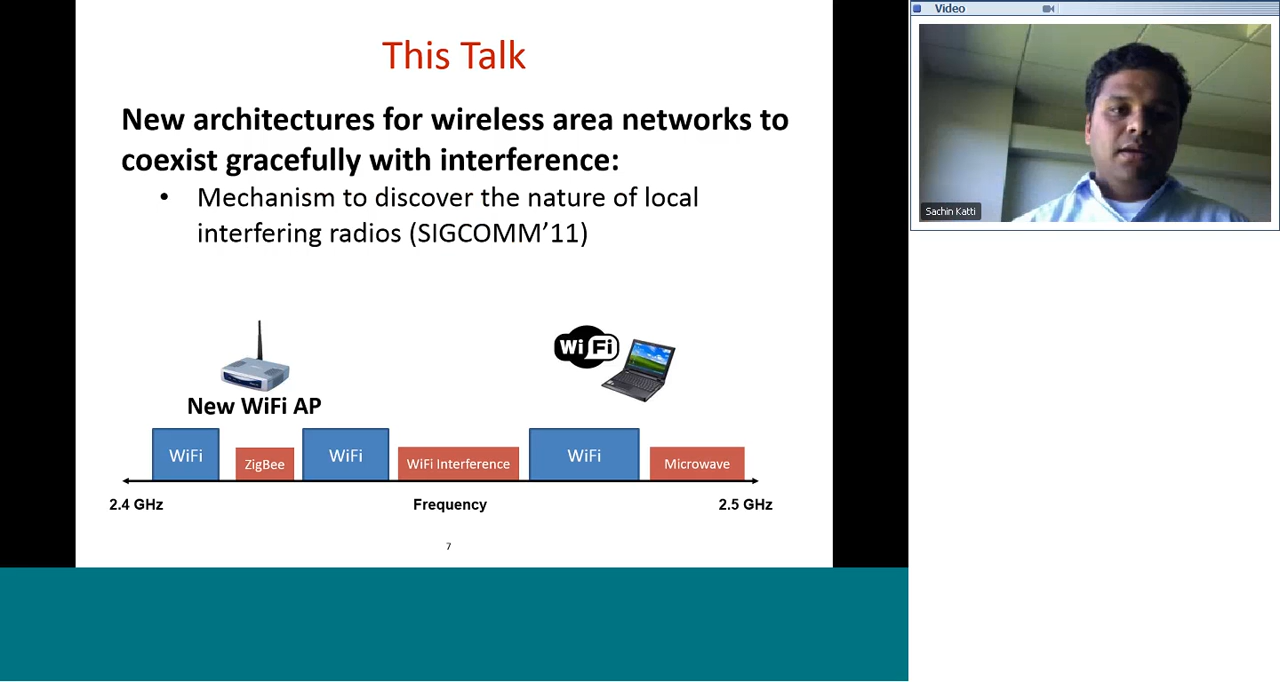 This Talk
New architectures for wireless area networks to
coexist gracefully with interference:
• Mechanism to discover the nature of local
interfering radios (SIGCOMM'11)
WiFi
New WiFi AP
WiFi
ZigBee
WiFi
WiFi Interference
WiFi
Microwave
2.4 GHz
Frequency
2.5 GHz
7
Video
Sachin Katti